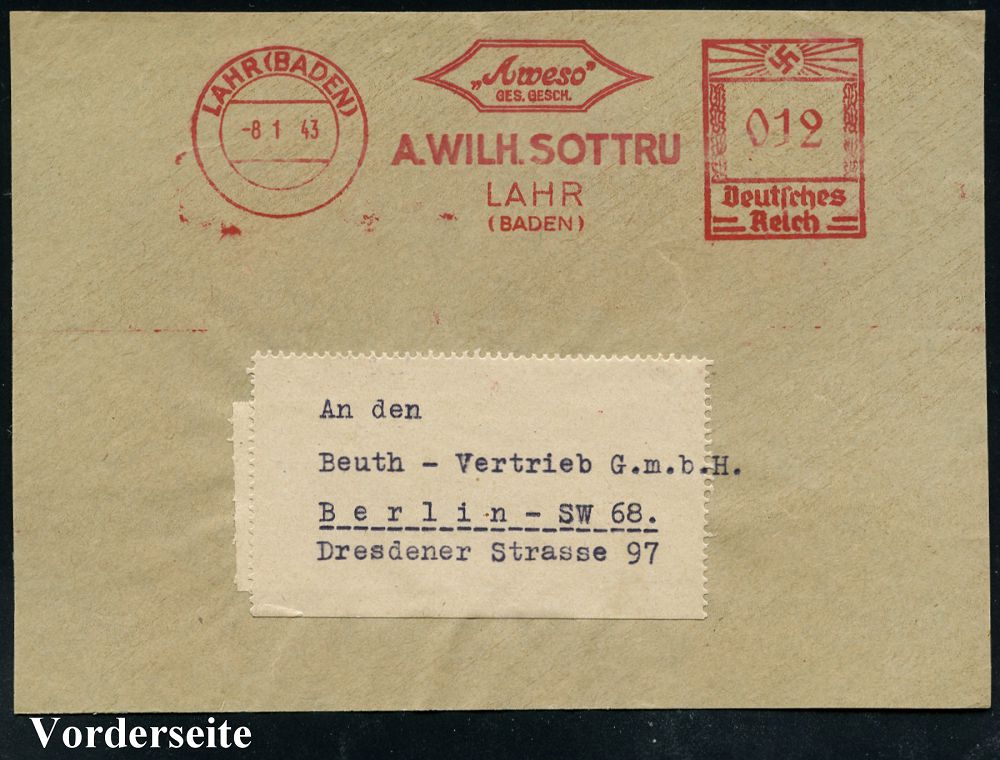 LAHR (BADEN)
-8 1 43
„Aweso"
GES. GESCH.
A. WILH. SOTTRU
LAHR
(BADEN)
012
Deutsches
Reich
An den
Beuth - Vertrieb G.m.b.H.
Berlin - SW 68.
Dresdener Strasse 97
Vorderseite